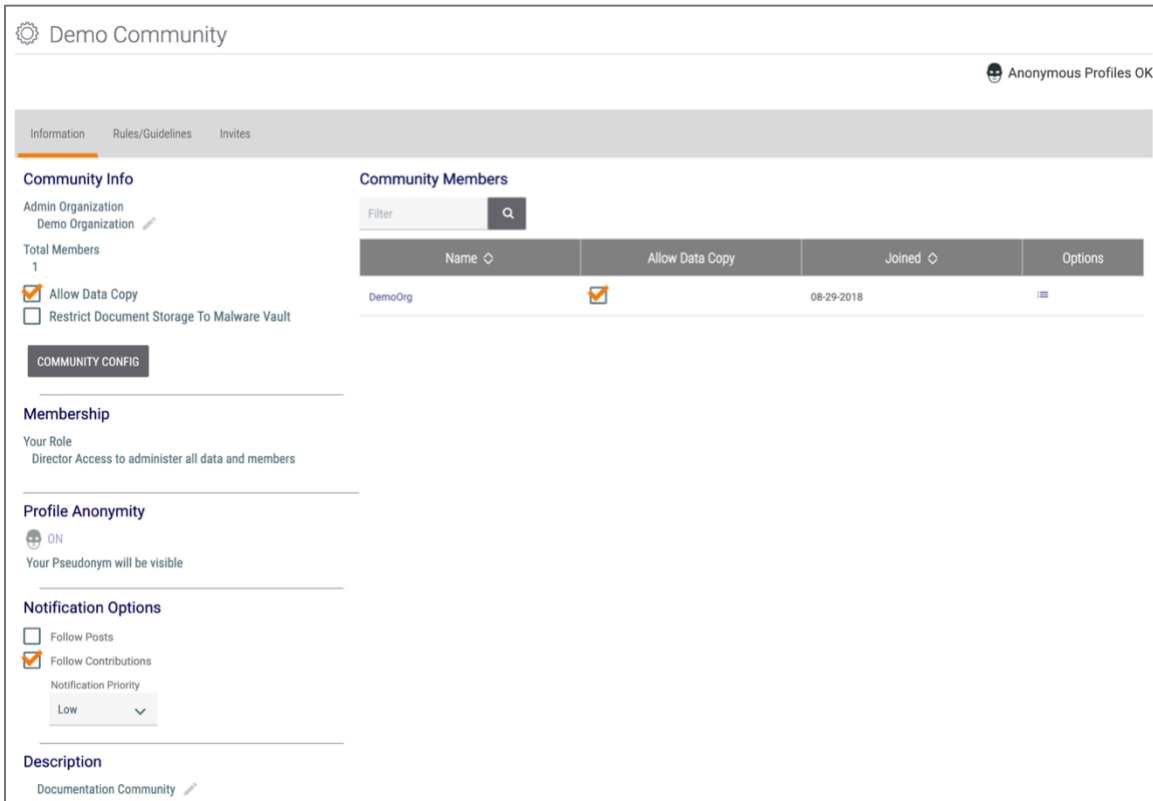 Demo Community
Anonymous Profiles OK
Information Rules/Guidelines Invites
Community Info
Admin Organization
Demo Organization
Total Members
1
Allow Data Copy
Restrict Document Storage To Malware Vault
COMMUNITY CONFIG
Membership
Your Role
Director Access to administer all data and members
Profile Anonymity
ON
Your Pseudonym will be visible
Notification Options
Follow Posts
Follow Contributions
Notification Priority
Low
Description
Documentation Community
Community Members
Filter
Name Allow Data Copy Joined Options
DemoOrg 08-29-2018